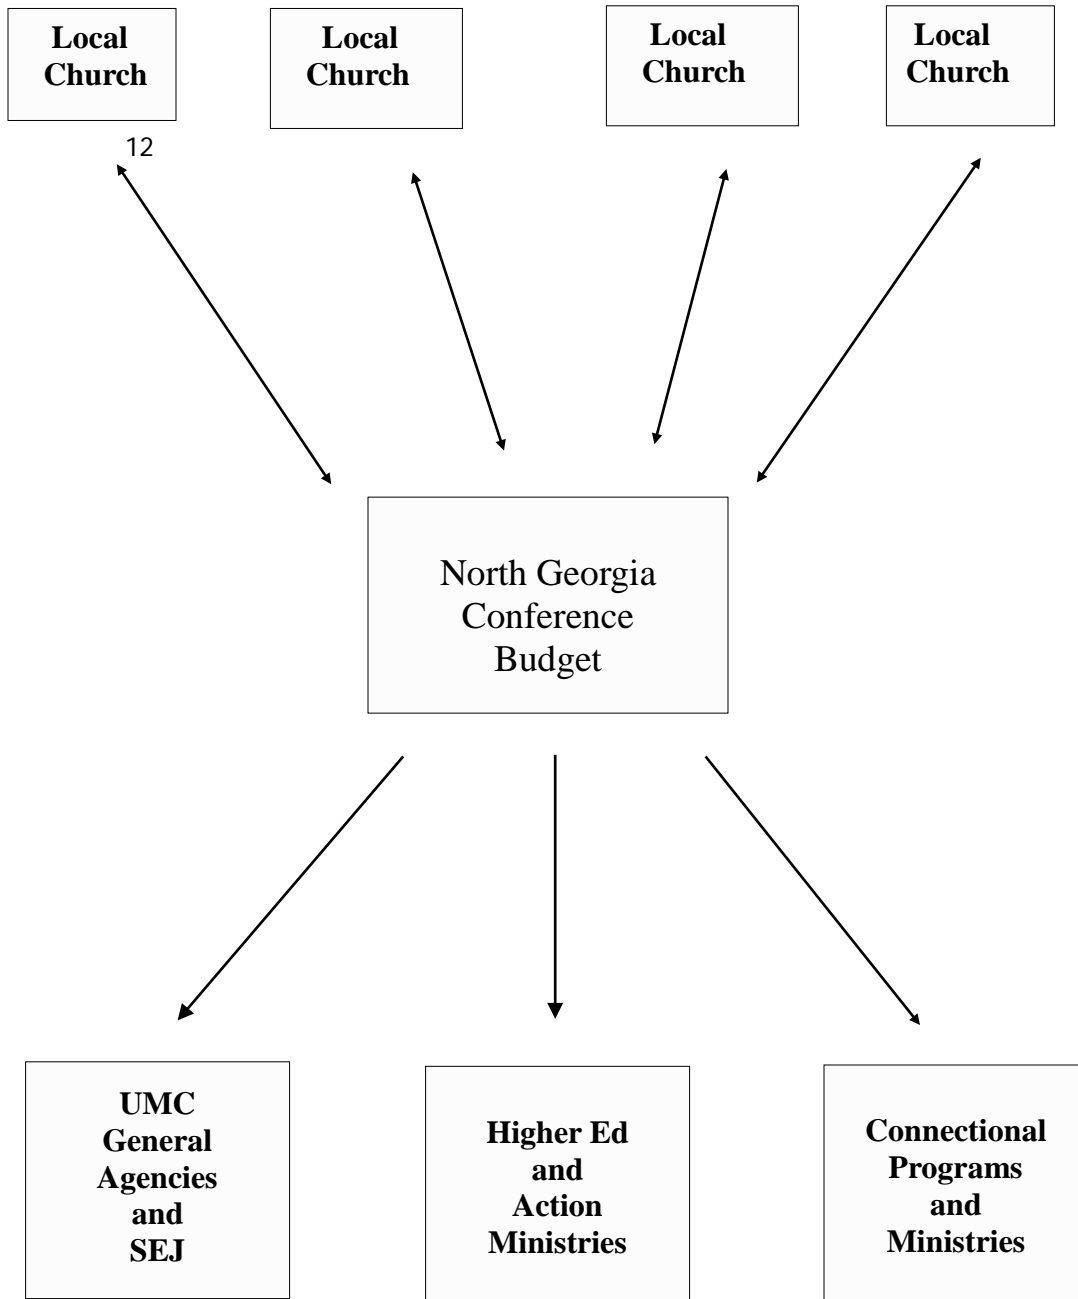 Local
Church
Local
Church
Local
Church
Local
Church
12
North Georgia
Conference
Budget
UMC
General
Agencies
and
SEJ
Higher Ed
and
Action
Ministries
Connectional
Programs
and
Ministries